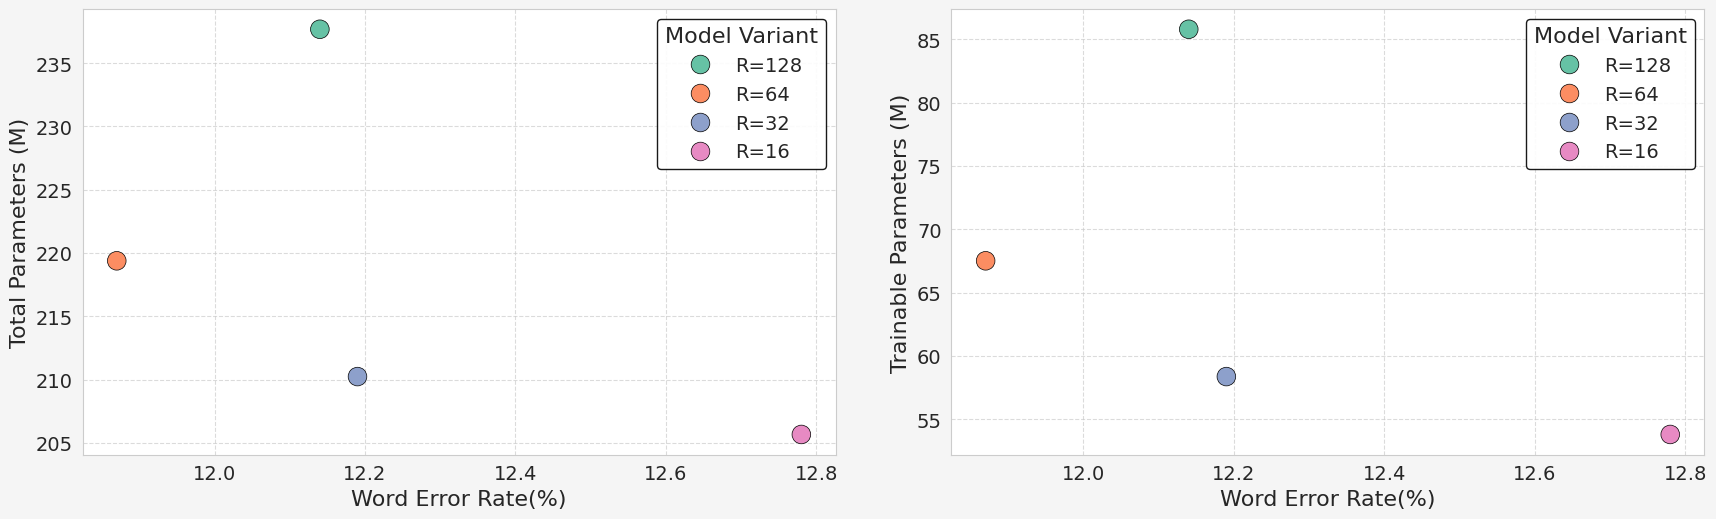 Total Parameters (M)
235
230
225
220
215
210
205
12.0
12.2
12.4
12.6
12.8
Word Error Rate(%)
Model Variant
R=128
R=64
R=32
R=16
Trainable Parameters (M)
85
80
75
70
65
60
55
12.0
12.2
12.4
12.6
12.8
Word Error Rate(%)
Model Variant
R=128
R=64
R=32
R=16